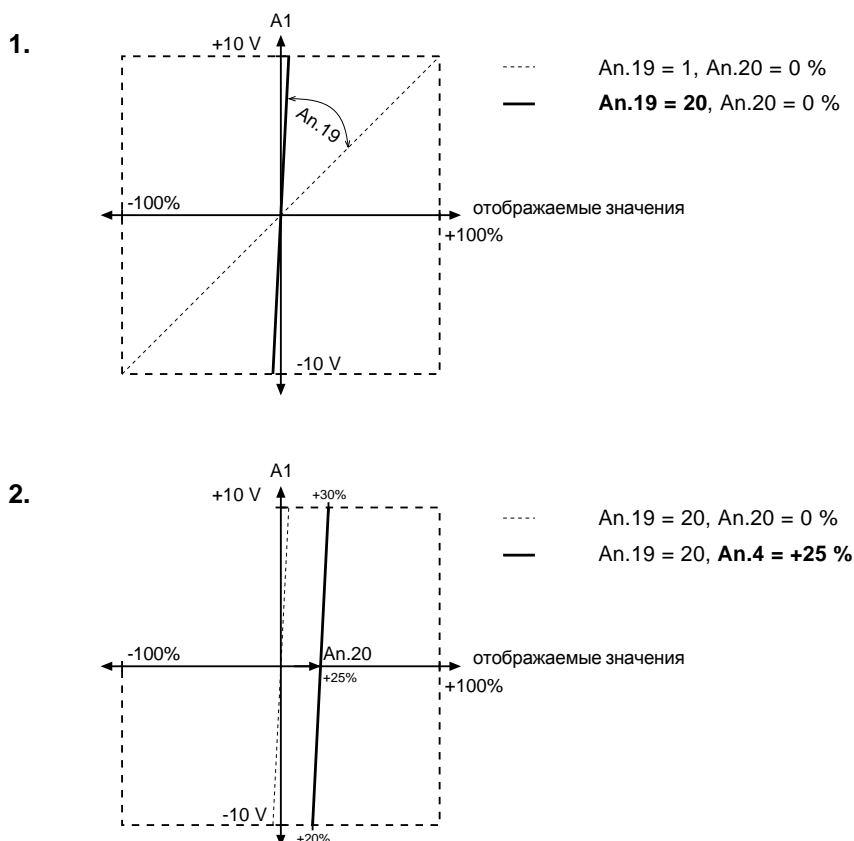 1.
A1
+10 V
An.19 = 1, An.20 = 0 %
An.19 = 20, An.20 = 0 %
An.19
-100%
отображаемые значения
+100%
-10 V
2.
A1
+10 V
+30%
An.19 = 20, An.20 = 0 %
An.19 = 20, An.4 = +25 %
-100%
An.20
отображаемые значения
+25%
+100%
-10 V
+20%